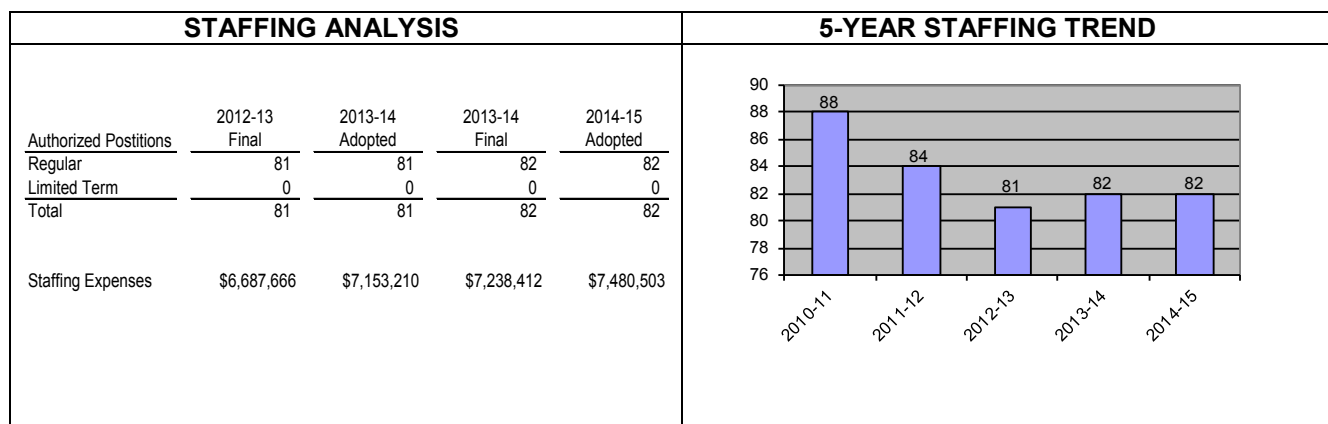 STAFFING ANALYSIS
2012-13 2013-14 2013-14 2014-15
Authorized Postitions Final Adopted Final Adopted
Regular 81 81 82 82
Limited Term 0 0 0 0
Total 81 81 82 82
Staffing Expenses $6,687,666 $7,153,210 $7,238,412 $7,480,503
5-YEAR STAFFING TREND
90
88
86
84
82
80
78
76
88
84
81
82
82
2010-11
2011-12
2012-13
2013-14
2014-15